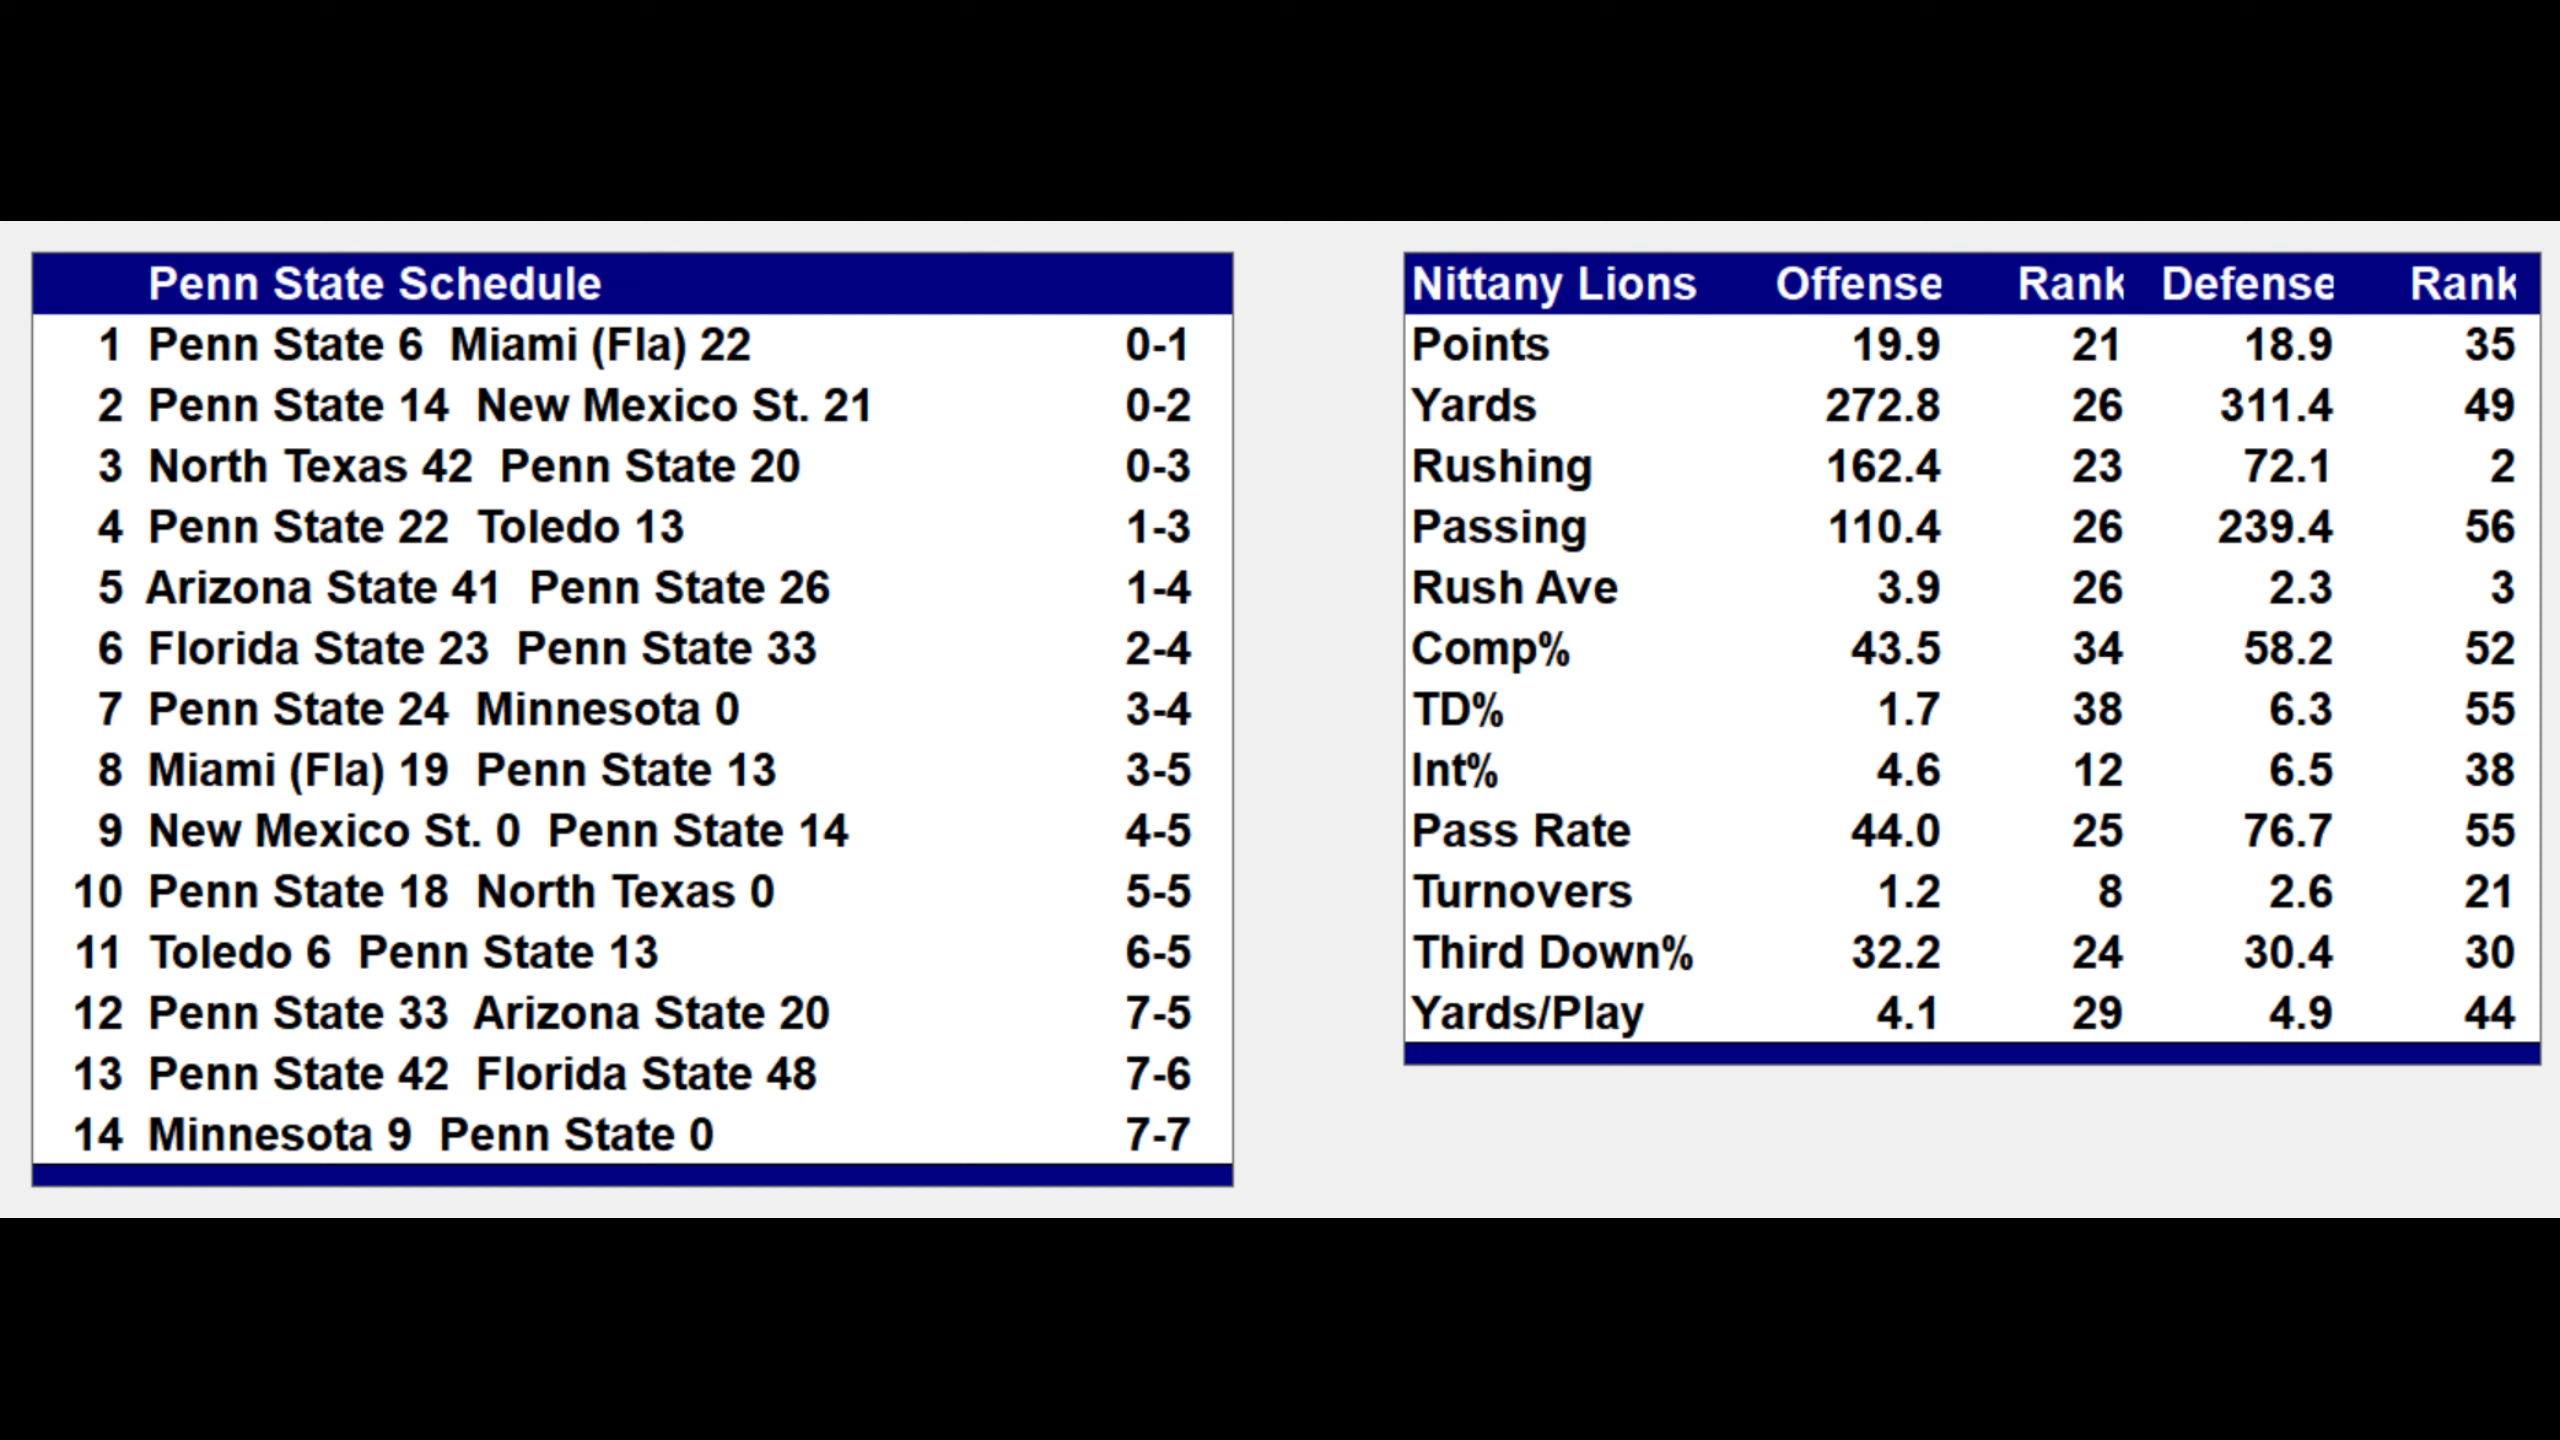 Penn State Schedule
1 Penn State 6 Miami (Fla) 22 0-1
2 Penn State 14 New Mexico St. 21 0-2
3 North Texas 42 Penn State 20 0-3
4 Penn State 22 Toledo 13 1-3
5 Arizona State 41 Penn State 26 1-4
6 Florida State 23 Penn State 33 2-4
7 Penn State 24 Minnesota 0 3-4
8 Miami (Fla) 19 Penn State 13 3-5
9 New Mexico St. 0 Penn State 14 4-5
10 Penn State 18 North Texas 0 5-5
11 Toledo 6 Penn State 13 6-5
12 Penn State 33 Arizona State 20 7-5
13 Penn State 42 Florida State 48 7-6
14 Minnesota 9 Penn State 0 7-7
Nittany Lions Offense Rank Defense Rank
Points 19.9 21 18.9 35
Yards 272.8 26 311.4 49
Rushing 162.4 23 72.1 2
Passing 110.4 26 239.4 56
Rush Ave 3.9 26 2.3 3
Comp% 43.5 34 58.2 52
TD% 1.7 38 6.3 55
Int% 4.6 12 6.5 38
Pass Rate 44.0 25 76.7 55
Turnovers 1.2 8 2.6 21
Third Down% 32.2 24 30.4 30
Yards/Play 4.1 29 4.9 44